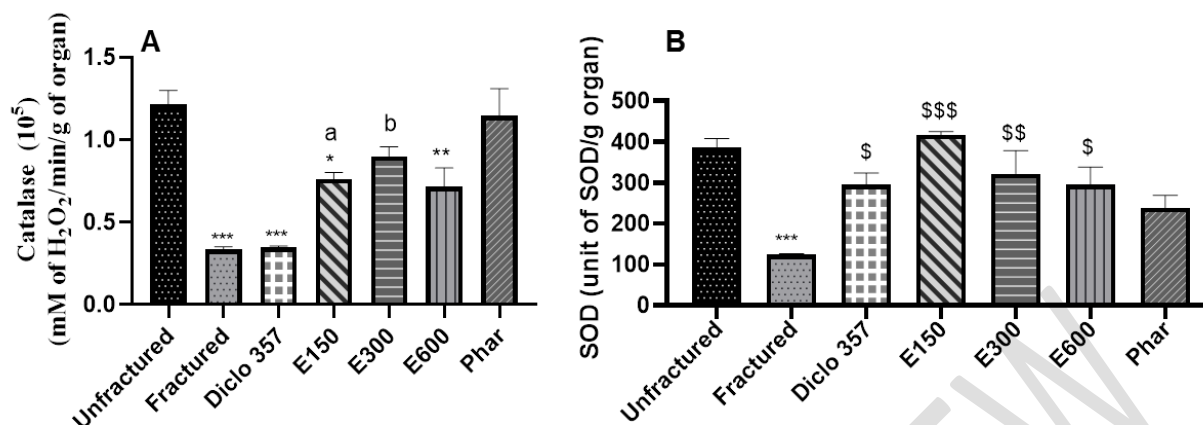 A
Catalase (10⁵)
(mM of H₂O₂/min/g of organ)
1.5
1.0
0.5
0.0
***
***
a
*
b
**
Unfractured
Fractured
Diclo 357
E150
E300
E600
Phar
B
SOD (unit of SOD/g organ)
500
400
300
200
100
0
***
$
$$$
$$
$
Unfractured
Fractured
Diclo 357
E150
E300
E600
Phar